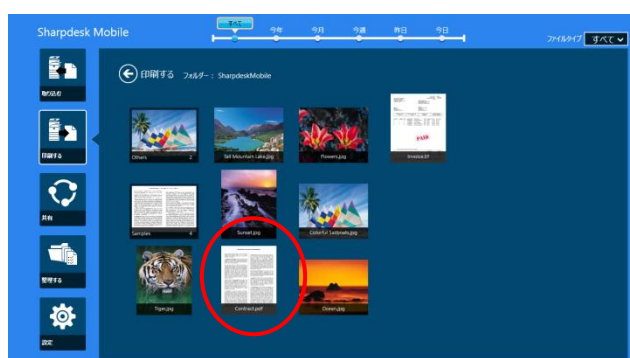 Sharpdesk Mobile
すべて 今年 今月 今週 昨日 今日
ファイルタイプ すべて
取り込む
印刷する フォルダー : SharpdeskMobile
印刷する
Others 2
Tall Mountain Lake.jpg
Flowers.jpg
PAID
Invoice.tif
共有
Samples 4
Sunset.jpg
Colorful Sailboats.jpg
整理する
Tiger.jpg
Contract.pdf
Ocean.jpg
設定